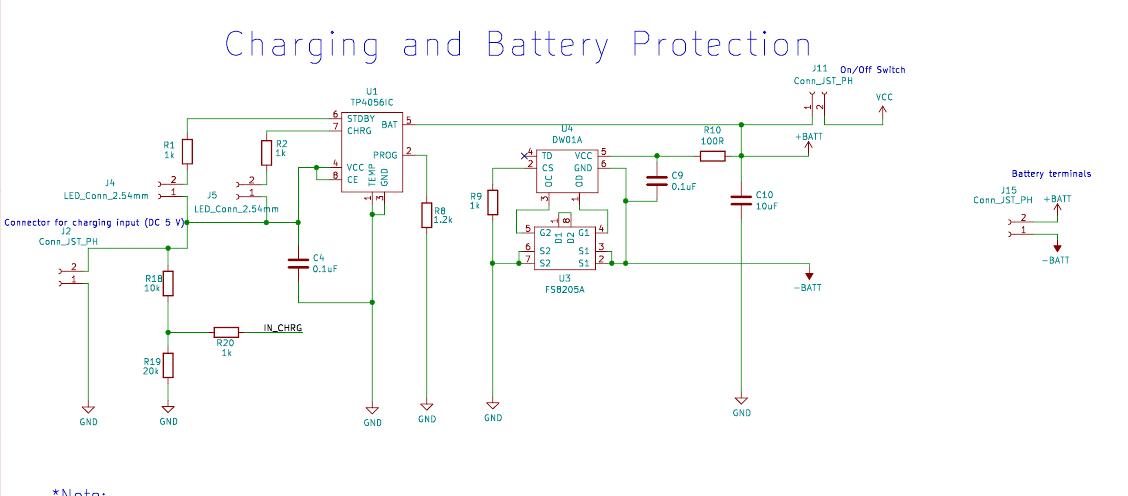 Charging and Battery Protection
U1
TP4056IC
6 STDBY
7 CHRG
BAT 5
PROG 2
4 VCC
8 CE
TEMP
GND
1
3
R1
1k
R2
1k
J4
LED_Conn_2.54mm
2
1
J5
LED_Conn_2.54mm
2
1
Connector for charging input (DC 5 V)
J2
Conn_JST_PH
2
1
R18
10k
R19
20k
R20
1k
IN_CHRG
C4
0.1uF
R8
1.2k
GND
GND
GND
GND
U4
DW01A
4 TD
2 CS
VCC 5
GND 6
OC
OD
3
1
R9
1k
C9
0.1uF
R10
100R
C10
10uF
5 G2
D1
D2
1
8
G1 4
6 S2
S1 3
7 S2
S1 2
U3
FS8205A
GND
GND
J11
On/Off Switch
Conn_JST_PH
1
2
VCC
+BATT
-BATT
Battery terminals
J15
Conn_JST_PH
+BATT
2
1
-BATT
*Note: